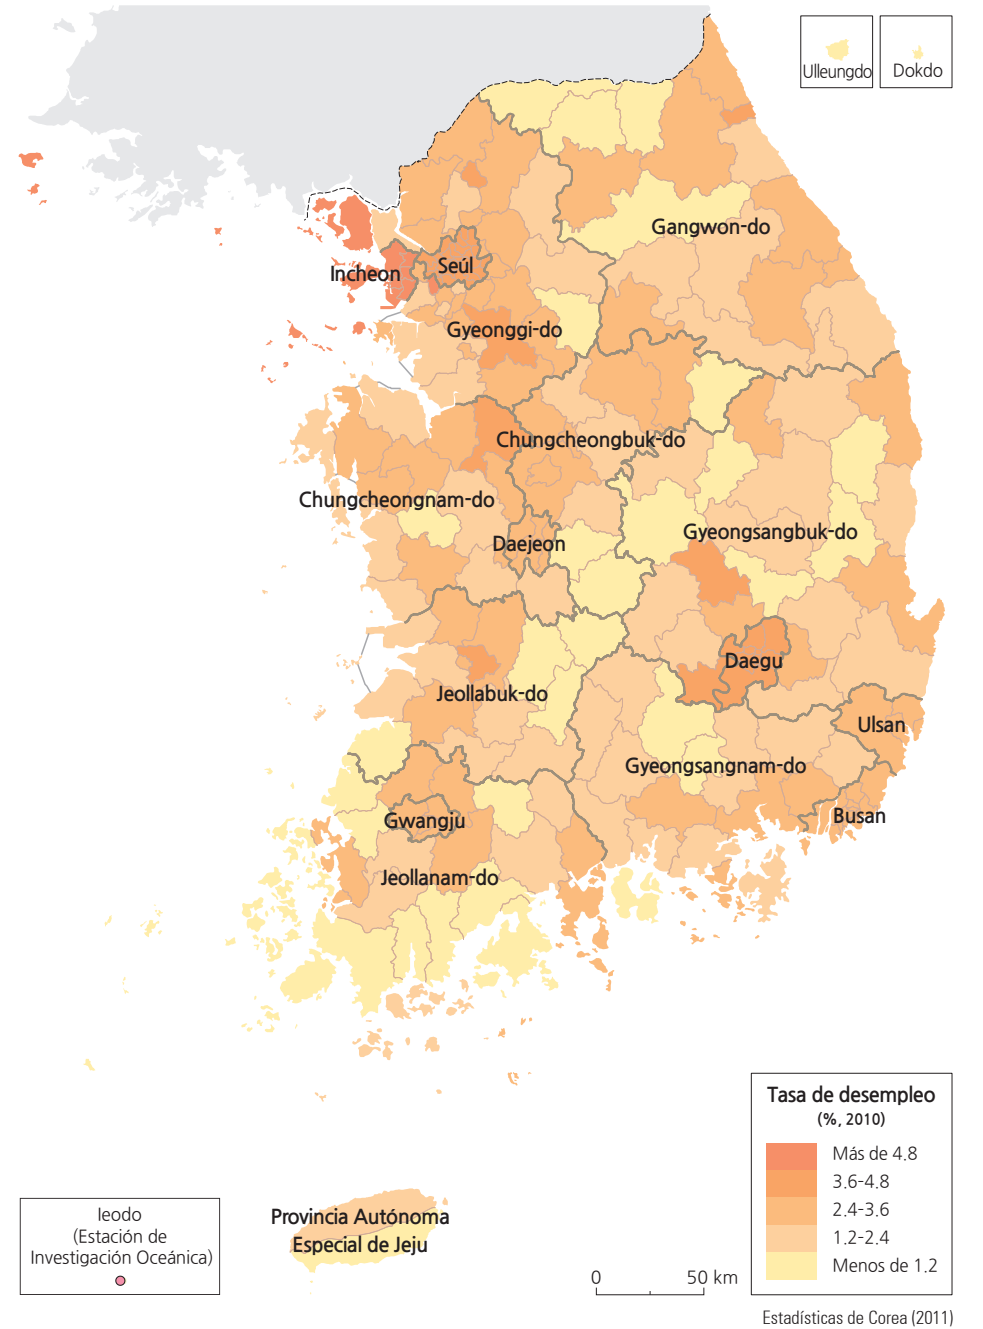 Ulleungdo
Dokdo
Gangwon-do
Incheon
Seúl
Gyeonggi-do
Chungcheongbuk-do
Chungcheongnam-do
Gyeongsangbuk-do
Daejeon
Daegu
Jeollabuk-do
Ulsan
Gyeongsangnam-do
Busan
Gwangju
Jeollanam-do
Provincia Autónoma
Especial de Jeju
Ieodo
(Estación de
Investigación Oceánica)
Tasa de desempleo
(%, 2010)
Más de 4.8
3.6-4.8
2.4-3.6
1.2-2.4
Menos de 1.2
0 50 km
Estadísticas de Corea (2011)